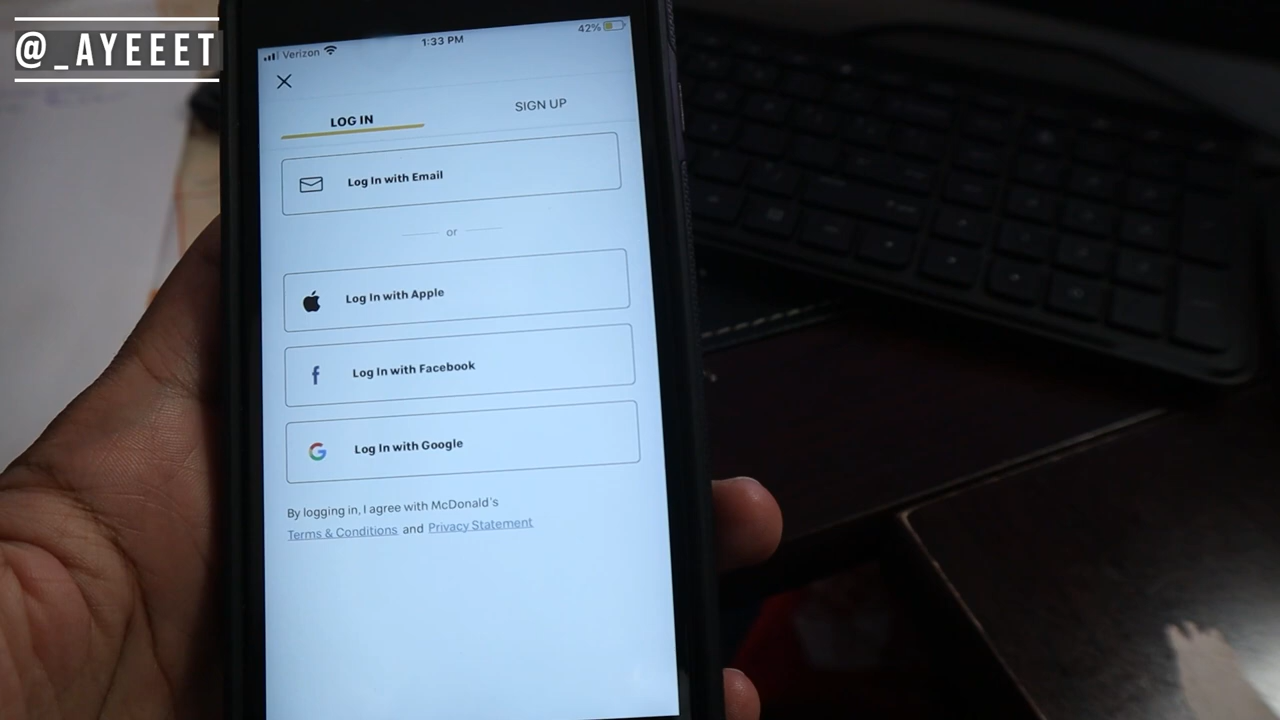 @_AYEEET
Verizon 1:33 PM 42%
LOG IN SIGN UP
Log In with Email
or
Log In with Apple
Log In with Facebook
Log In with Google
By logging in, I agree with McDonald's
Terms & Conditions and Privacy Statement